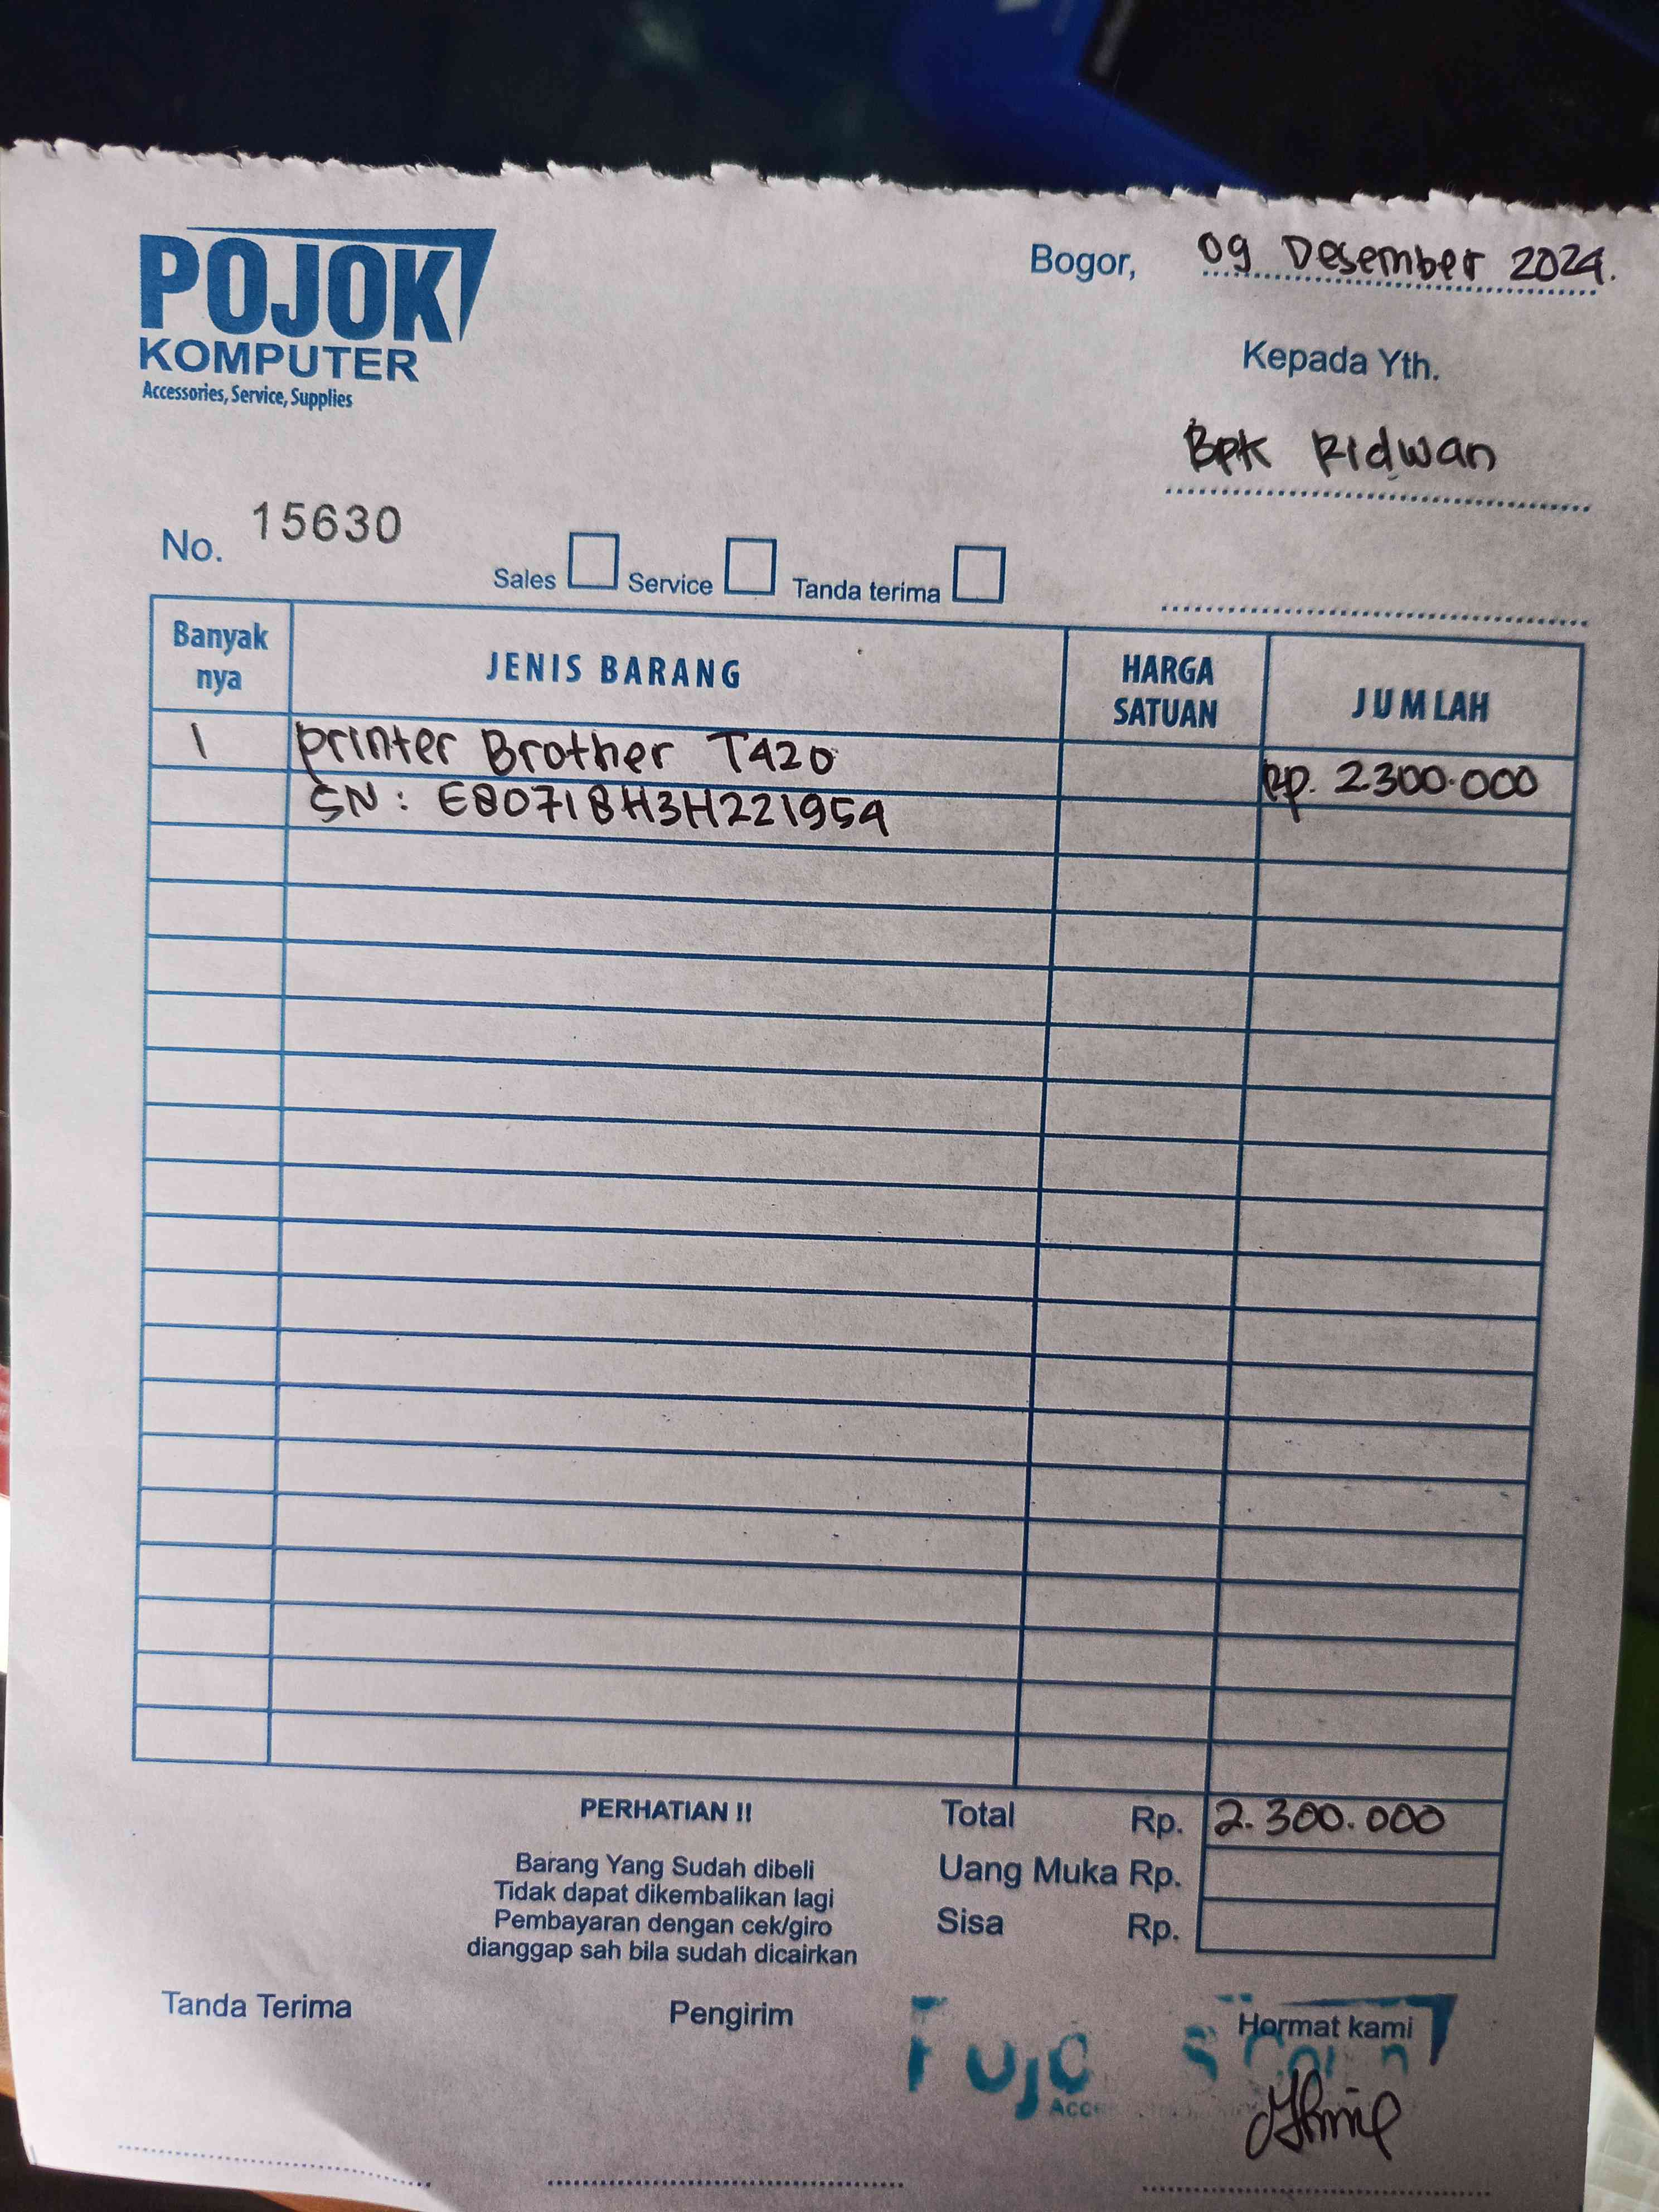 POJOK
KOMPUTER
Accessories, Service, Supplies
Bogor, 09 Desember 2024.
Kepada Yth.
Bpk Ridwan
No. 15630
Sales Service Tanda terima
Banyak nya JENIS BARANG HARGA SATUAN JUMLAH
1 printer Brother T420 Rp. 2.300.000
SN : E80718H3H221954
PERHATIAN !!
Barang Yang Sudah dibeli
Tidak dapat dikembalikan lagi
Pembayaran dengan cek/giro
dianggap sah bila sudah dicairkan
Total Rp. 2.300.000
Uang Muka Rp.
Sisa Rp.
Tanda Terima Pengirim Hormat kami